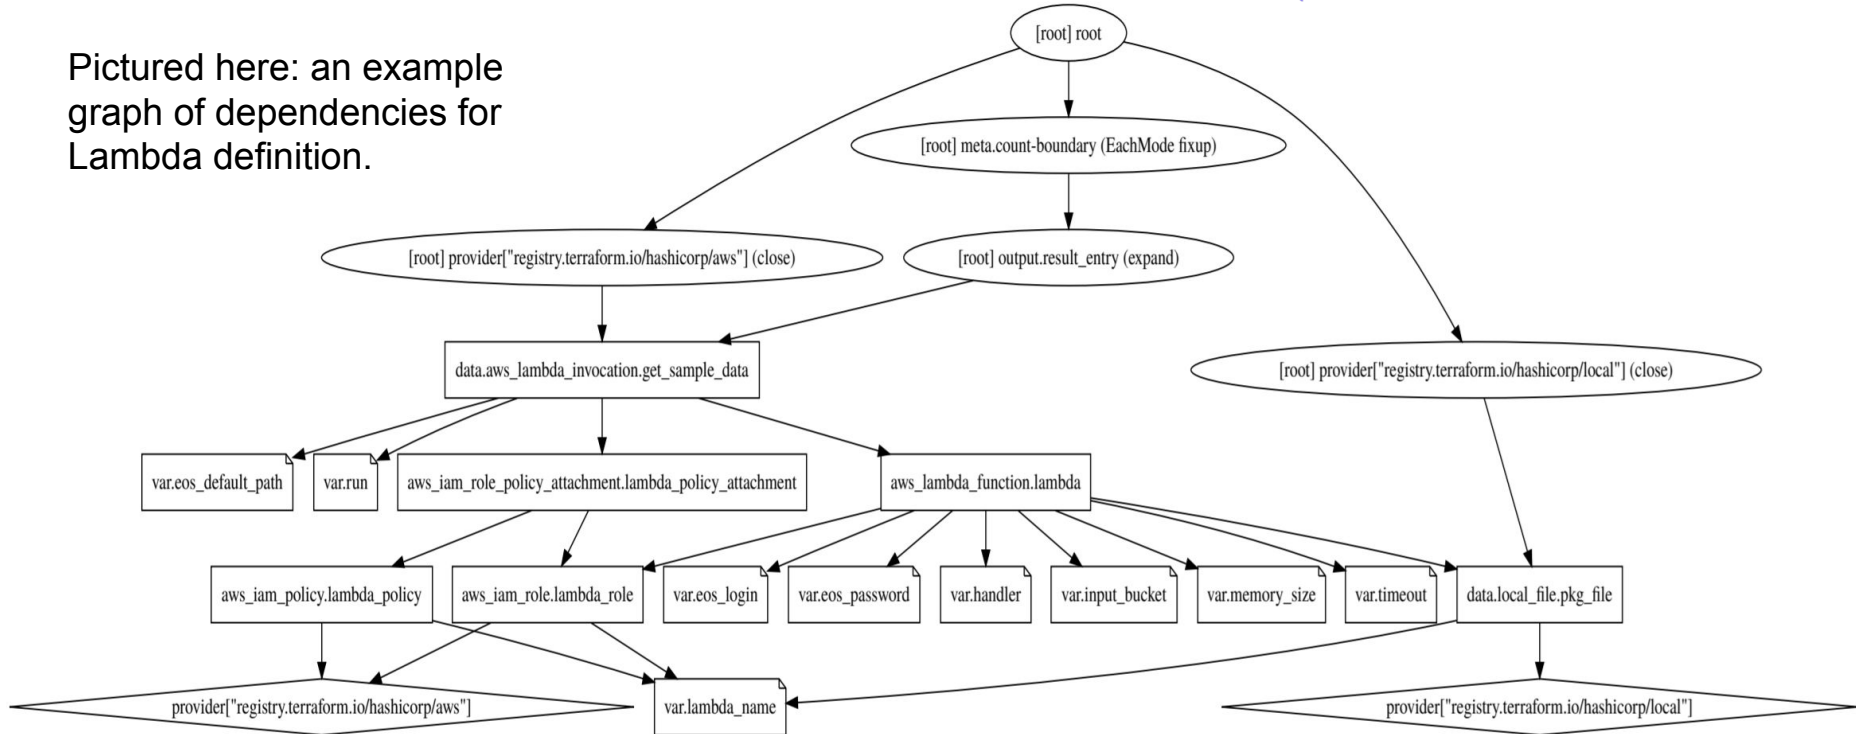 [root] root
Pictured here: an example
graph of dependencies for
Lambda definition.
[root] meta.count-boundary (EachMode fixup)
[root] provider["registry.terraform.io/hashicorp/aws"] (close)
[root] output.result_entry (expand)
data.aws_lambda_invocation.get_sample_data
[root] provider["registry.terraform.io/hashicorp/local"] (close)
var.eos_default_path
var.run
aws_iam_role_policy_attachment.lambda_policy_attachment
aws_lambda_function.lambda
aws_iam_policy.lambda_policy
aws_iam_role.lambda_role
var.eos_login
var.eos_password
var.handler
var.input_bucket
var.memory_size
var.timeout
data.local_file.pkg_file
provider["registry.terraform.io/hashicorp/aws"]
var.lambda_name
provider["registry.terraform.io/hashicorp/local"]